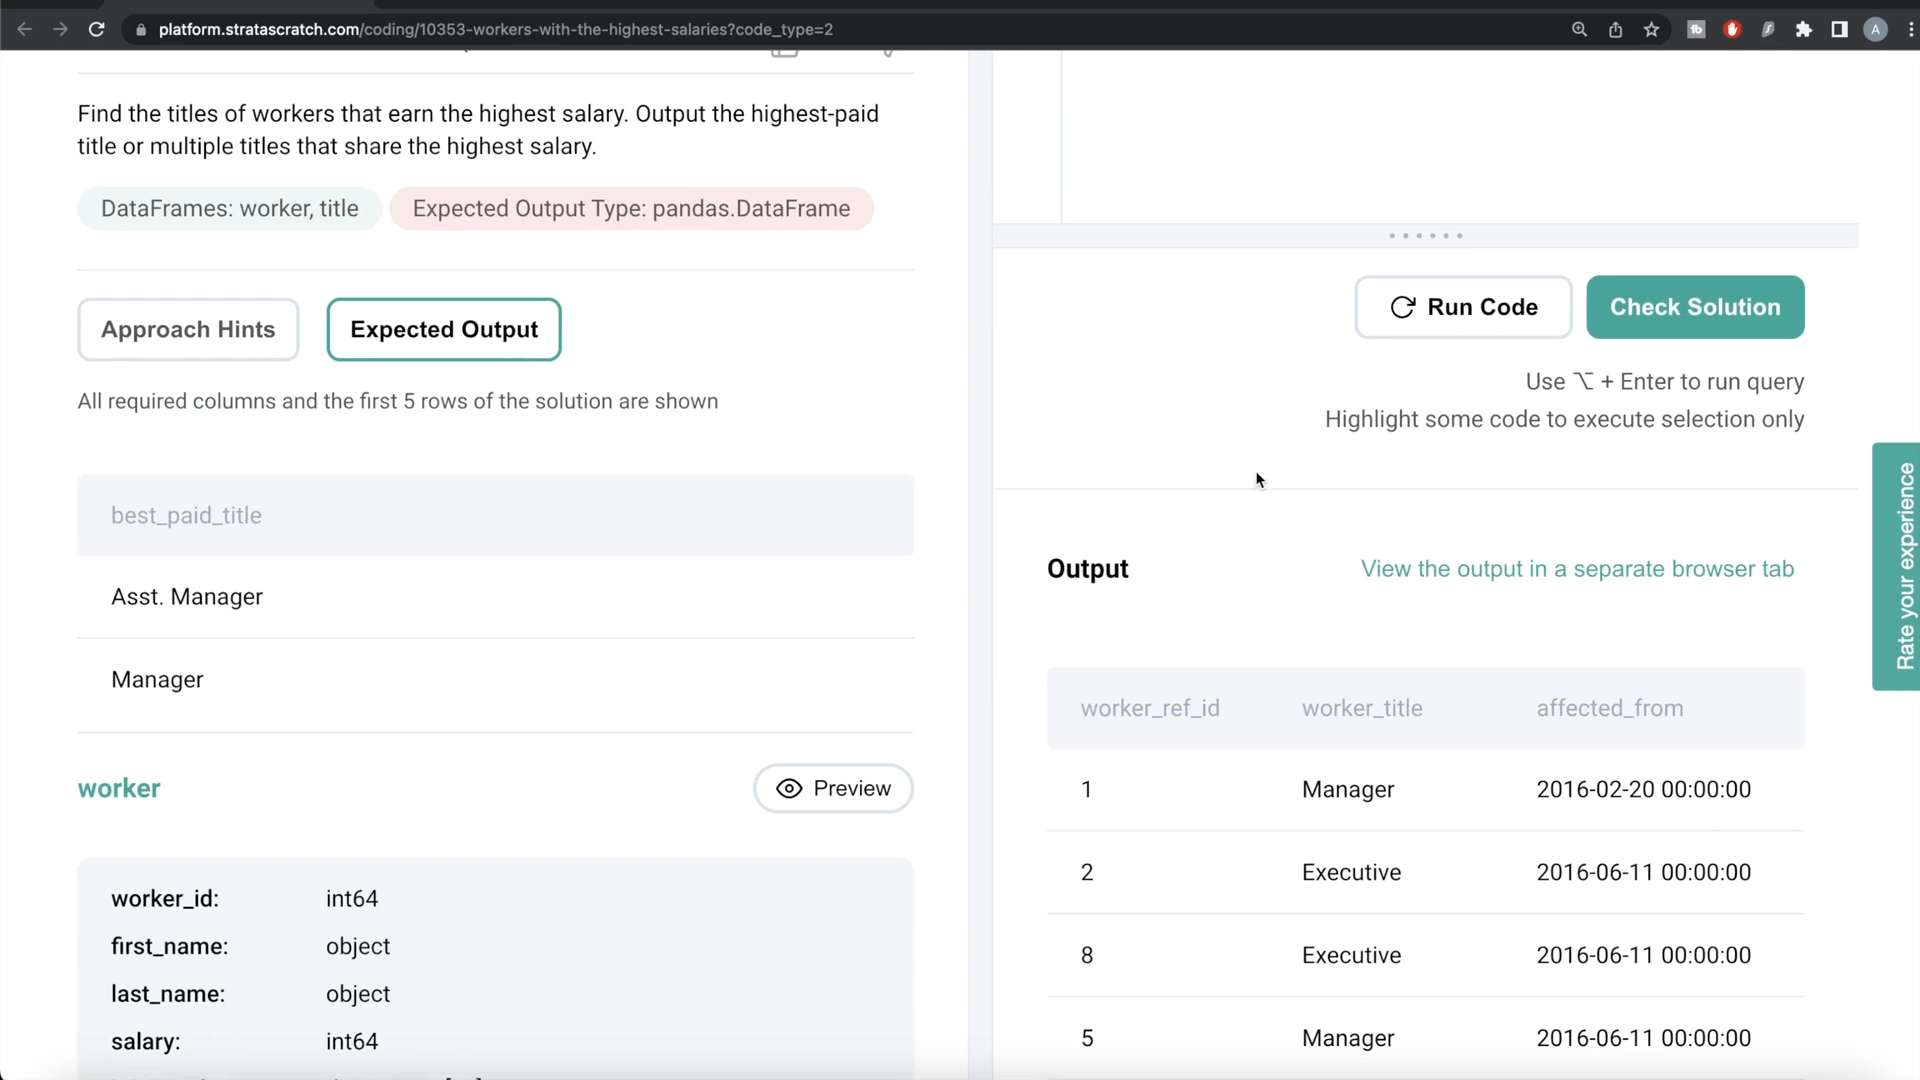 platform.stratascratch.com/coding/10353-workers-with-the-highest-salaries?code_type=2
A
Find the titles of workers that earn the highest salary. Output the highest-paid
title or multiple titles that share the highest salary.
DataFrames: worker, title
Expected Output Type: pandas.DataFrame
Approach Hints
Expected Output
All required columns and the first 5 rows of the solution are shown
best_paid_title
Asst. Manager
Manager
worker
Preview
worker_id: int64
first_name: object
last_name: object
salary: int64
Run Code
Check Solution
Use ⌥ + Enter to run query
Highlight some code to execute selection only
Output
View the output in a separate browser tab
worker_ref_id worker_title affected_from
1 Manager 2016-02-20 00:00:00
2 Executive 2016-06-11 00:00:00
8 Executive 2016-06-11 00:00:00
5 Manager 2016-06-11 00:00:00
Rate your experience